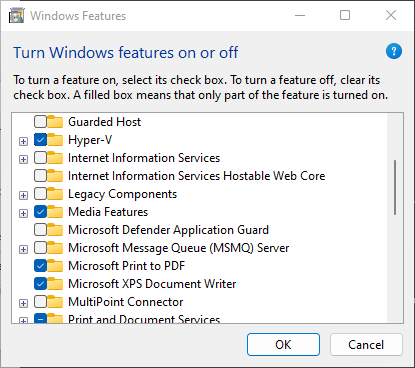 Windows Features
Turn Windows features on or off
To turn a feature on, select its check box. To turn a feature off, clear its
check box. A filled box means that only part of the feature is turned on.
Guarded Host
Hyper-V
Internet Information Services
Internet Information Services Hostable Web Core
Legacy Components
Media Features
Microsoft Defender Application Guard
Microsoft Message Queue (MSMQ) Server
Microsoft Print to PDF
Microsoft XPS Document Writer
MultiPoint Connector
Print and Document Services
OK
Cancel